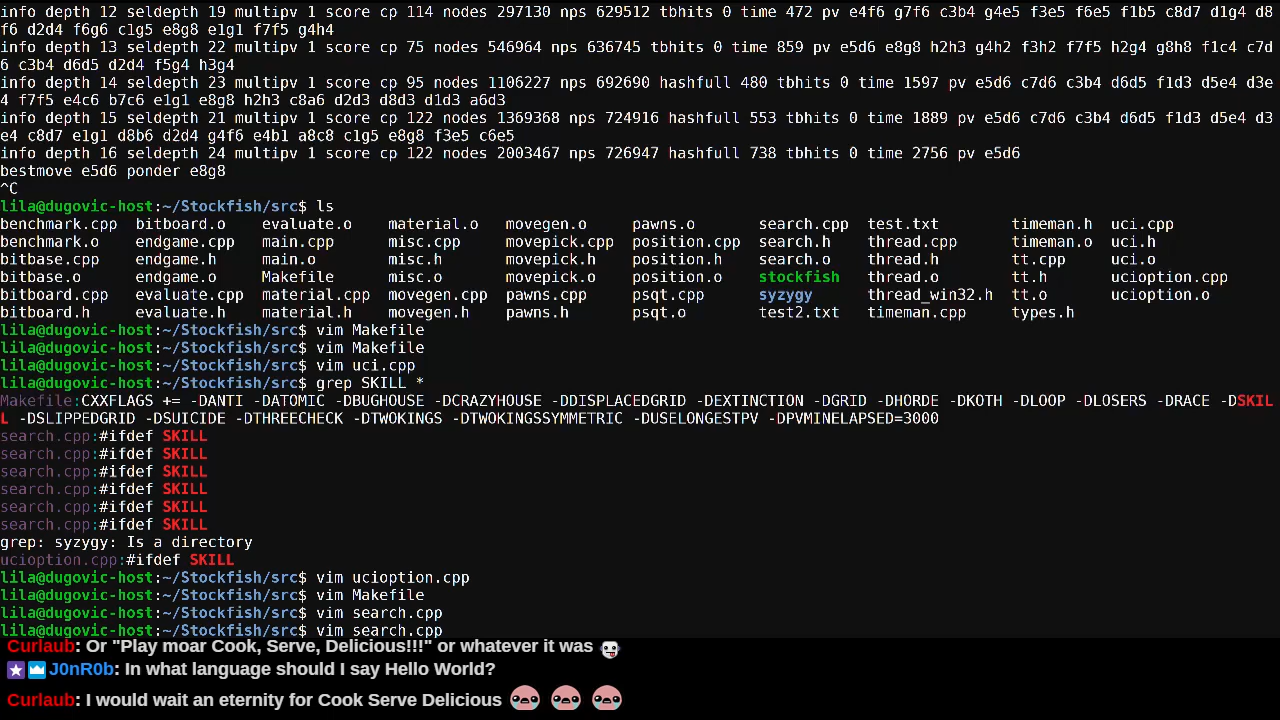 info depth 12 seldepth 19 multipv 1 score cp 114 nodes 297130 nps 629512 tbhits 0 time 472 pv e4f6 g7f6 c3b4 g4e5 f3e5 f6e5 f1b5 c8d7 d1g4 d8
f6 d2d4 f6g6 c1g5 e8g8 e1g1 f7f5 g4h4
info depth 13 seldepth 22 multipv 1 score cp 75 nodes 546964 nps 636745 tbhits 0 time 859 pv e5d6 e8g8 h2h3 g4h2 f3h2 f7f5 h2g4 g8h8 f1c4 c7d
6 c3b4 d6d5 d2d4 f5g4 h3g4
info depth 14 seldepth 23 multipv 1 score cp 95 nodes 1106227 nps 692690 hashfull 480 tbhits 0 time 1597 pv e5d6 c7d6 c3b4 d6d5 f1d3 d5e4 d3e
4 f7f5 e4c6 b7c6 e1g1 e8g8 h2h3 c8a6 d2d3 d8d3 d1d3 a6d3
info depth 15 seldepth 21 multipv 1 score cp 122 nodes 1369368 nps 724916 hashfull 553 tbhits 0 time 1889 pv e5d6 c7d6 c3b4 d6d5 f1d3 d5e4 d3
e4 c8d7 e1g1 d8b6 d2d4 g4f6 e4b1 a8c8 c1g5 e8g8 f3e5 c6e5
info depth 16 seldepth 24 multipv 1 score cp 122 nodes 2003467 nps 726947 hashfull 738 tbhits 0 time 2756 pv e5d6
bestmove e5d6 ponder e8g8
^C
lila@dugovic-host:~/Stockfish/src$ ls
benchmark.cpp bitboard.o evaluate.o material.o movegen.o pawns.o search.cpp test.txt timeman.h uci.cpp
benchmark.o endgame.cpp main.cpp misc.cpp movepick.cpp position.cpp search.h thread.cpp timeman.o uci.h
bitbase.cpp endgame.h main.o misc.h movepick.h position.h search.o thread.h tt.cpp uci.o
bitbase.o endgame.o Makefile misc.o movepick.o position.o stockfish thread.o tt.h ucioption.cpp
bitboard.cpp evaluate.cpp material.cpp movegen.cpp pawns.cpp psqt.cpp syzygy thread_win32.h tt.o ucioption.o
bitboard.h evaluate.h material.h movegen.h pawns.h psqt.o test2.txt timeman.cpp types.h
lila@dugovic-host:~/Stockfish/src$ vim Makefile
lila@dugovic-host:~/Stockfish/src$ vim Makefile
lila@dugovic-host:~/Stockfish/src$ vim uci.cpp
lila@dugovic-host:~/Stockfish/src$ grep SKILL *
Makefile:CXXFLAGS += -DANTI -DATOMIC -DBUGHOUSE -DCRAZYHOUSE -DDISPLACEDGRID -DEXTINCTION -DGRID -DHORDE -DKOTH -DLOOP -DLOSERS -DRACE -DSKIL
L -DSLIPPEDGRID -DSUICIDE -DTHREECHECK -DTWOKINGS -DTWOKINGSSYMMETRIC -DUSELONGESTPV -DPVMINELAPSED=3000
search.cpp:#ifdef SKILL
search.cpp:#ifdef SKILL
search.cpp:#ifdef SKILL
search.cpp:#ifdef SKILL
search.cpp:#ifdef SKILL
search.cpp:#ifdef SKILL
grep: syzygy: Is a directory
ucioption.cpp:#ifdef SKILL
lila@dugovic-host:~/Stockfish/src$ vim ucioption.cpp
lila@dugovic-host:~/Stockfish/src$ vim Makefile
lila@dugovic-host:~/Stockfish/src$ vim search.cpp
lila@dugovic-host:~/Stockfish/src$ vim search.cpp
Curlaub: Or "Play moar Cook, Serve, Delicious!!!" or whatever it was
J0nR0b: In what language should I say Hello World?
Curlaub: I would wait an eternity for Cook Serve Delicious